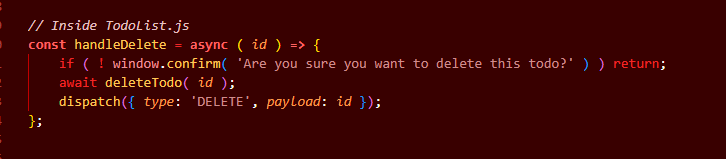 // Inside TodoList.js
const handleDelete = async ( id ) => {
    if ( ! window.confirm( 'Are you sure you want to delete this todo?' ) ) return;
    await deleteTodo( id );
    dispatch({ type: 'DELETE', payload: id });
};